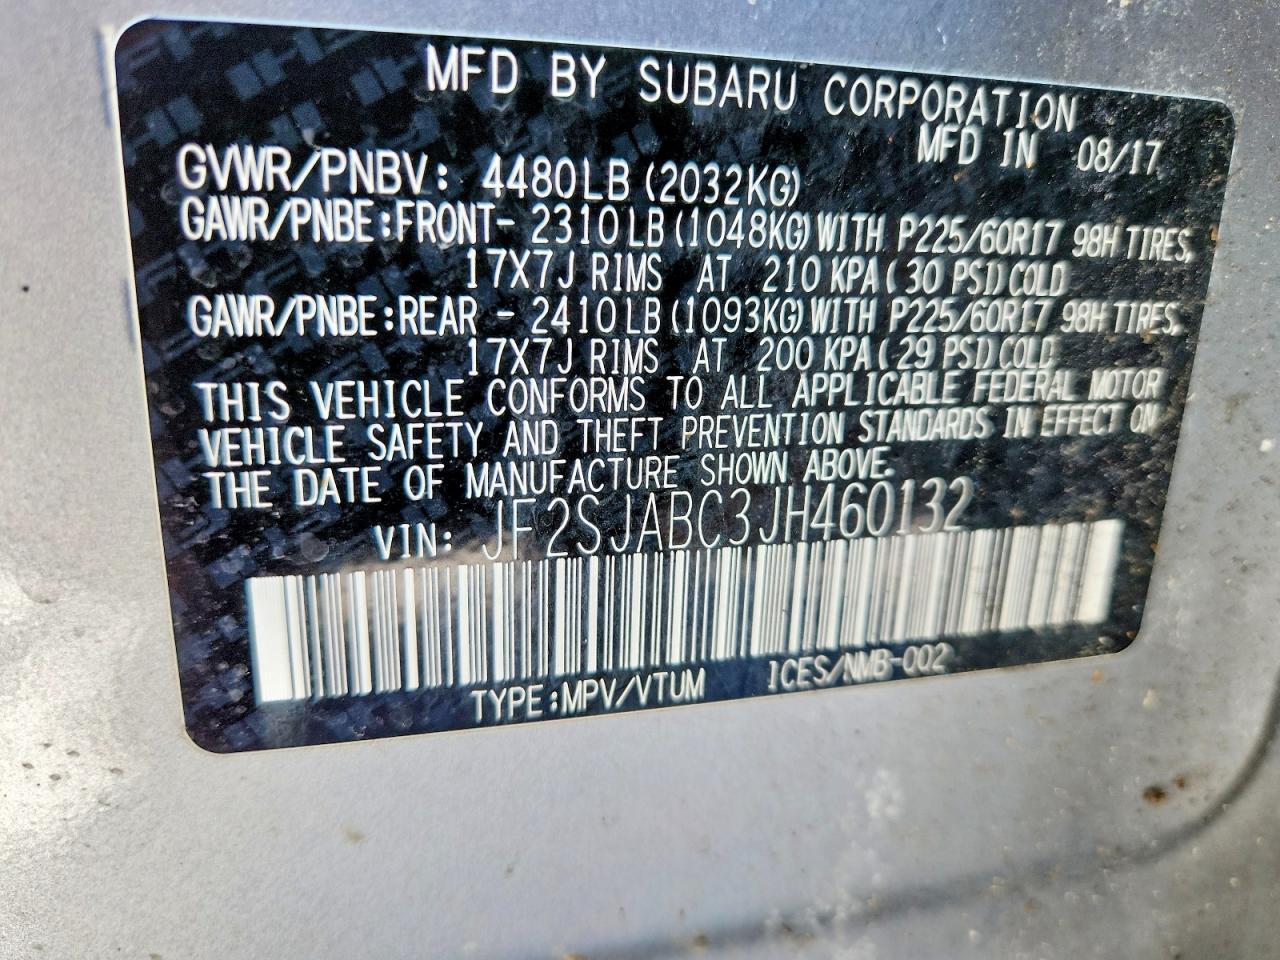 MFD BY SUBARU CORPORATION
MFD IN 08/17
GVWR/PNBV: 4480LB (2032KG)
GAWR/PNBE:FRONT- 2310LB(1048KG)WITH P225/60R17 98H TIRES,
17X7J RIMS AT 210 KPA(30 PSI)COLD
GAWR/PNBE:REAR - 2410LB(1093KG)WITH P225/60R17 98H TIRES,
17X7J RIMS AT 200 KPA(29 PSI)COLD
THIS VEHICLE CONFORMS TO ALL APPLICABLE FEDERAL MOTOR
VEHICLE SAFETY AND THEFT PREVENTION STANDARDS IN EFFECT ON
THE DATE OF MANUFACTURE SHOWN ABOVE.
VIN: JF2SJABC3JH460132
TYPE:MPV/VTUM ICES/NMB-002